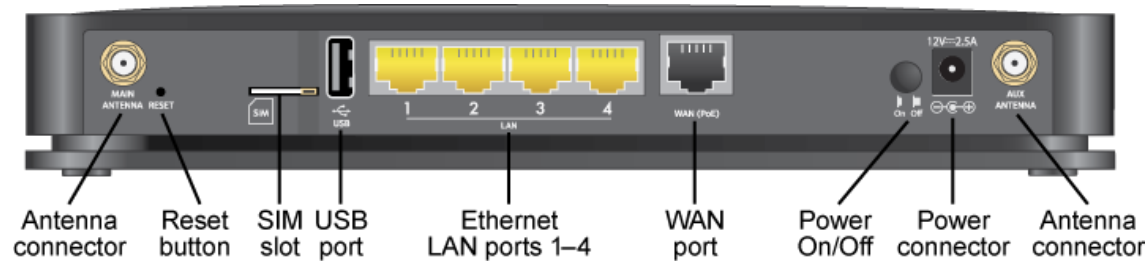 12V⎓2.5A
MAIN
ANTENNA
RESET
SIM
USB
1 2 3 4
LAN
WAN (PoE)
On Off
AUX
ANTENNA
Antenna connector
Reset button
SIM slot
USB port
Ethernet LAN ports 1–4
WAN port
Power On/Off
Power connector
Antenna connector